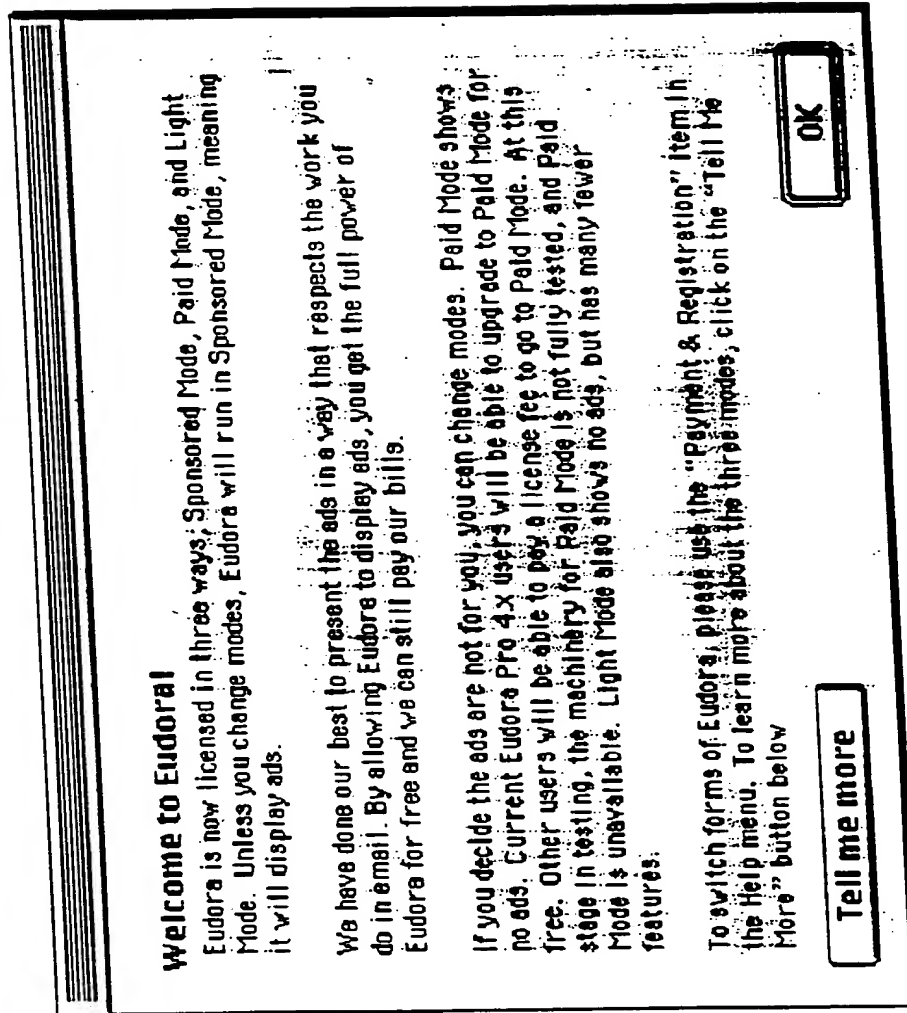 Welcome to Eudora!
Eudora is now licensed in three ways; Sponsored Mode, Paid Mode, and Light
Mode. Unless you change modes, Eudora will run in Sponsored Mode, meaning
it will display ads.
We have done our best to present the ads in a way that respects the work you
do in email. By allowing Eudora to display ads, you get the full power of
Eudora for free and we can still pay our bills.
If you decide the ads are not for you, you can change modes. Paid Mode shows
no ads. Current Eudora Pro 4.x users will be able to upgrade to Paid Mode for
free. Other users will be able to pay a license fee to go to Paid Mode. At this
stage in testing, the machinery for Paid Mode is not fully tested, and Paid
Mode is unavailable. Light Mode also shows no ads, but has many fewer
features.
To switch forms of Eudora, please use the "Payment & Registration" item in
the Help menu. To learn more about the three modes, click on the "Tell Me
More" button below
Tell me more
OK